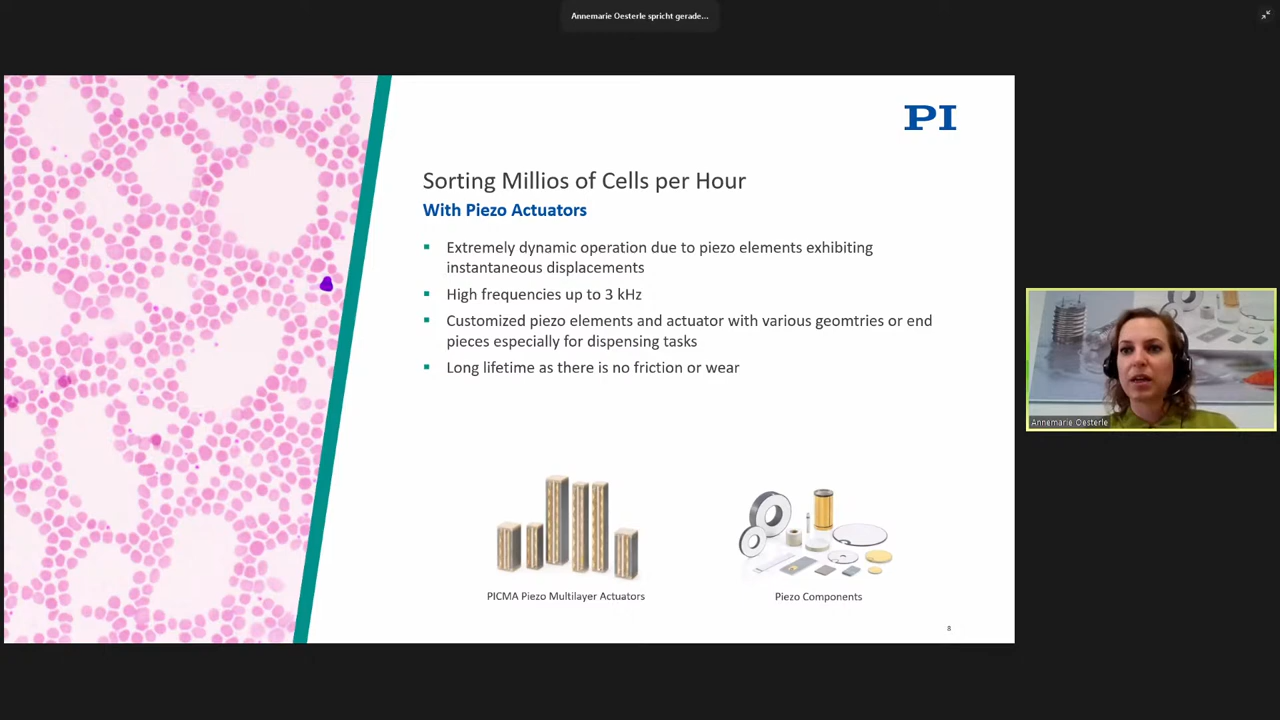 Annemarie Oesterle spricht gerade...
PI
Sorting Millios of Cells per Hour
With Piezo Actuators
Extremely dynamic operation due to piezo elements exhibiting
instantaneous displacements
High frequencies up to 3 kHz
Customized piezo elements and actuator with various geomtries or end
pieces especially for dispensing tasks
Long lifetime as there is no friction or wear
PICMA Piezo Multilayer Actuators
Piezo Components
8
Annemarie Oesterle